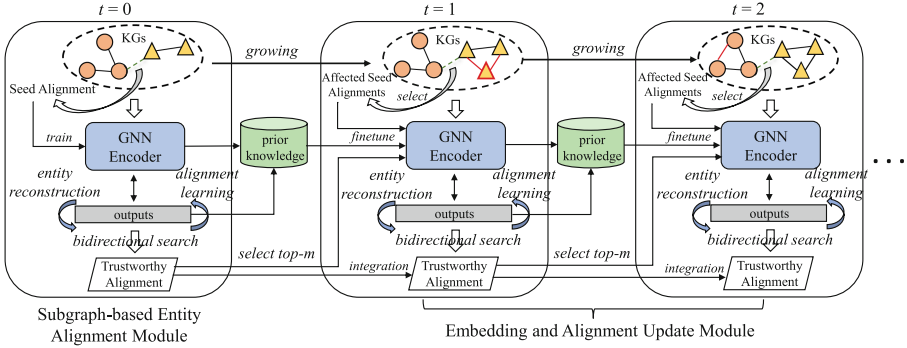 t = 0
KGs
Seed Alignment
train
GNN
Encoder
entity
reconstruction
alignment
learning
outputs
bidirectional search
Trustworthy
Alignment
Subgraph-based Entity
Alignment Module
growing
prior
knowledge
finetune
select top-m
integration
t = 1
KGs
Affected Seed
Alignments
select
GNN
Encoder
entity
reconstruction
alignment
learning
outputs
bidirectional search
Trustworthy
Alignment
growing
prior
knowledge
finetune
select top-m
integration
t = 2
KGs
Affected Seed
Alignments
select
GNN
Encoder
entity
reconstruction
alignment
learning
outputs
bidirectional search
Trustworthy
Alignment
Embedding and Alignment Update Module
...